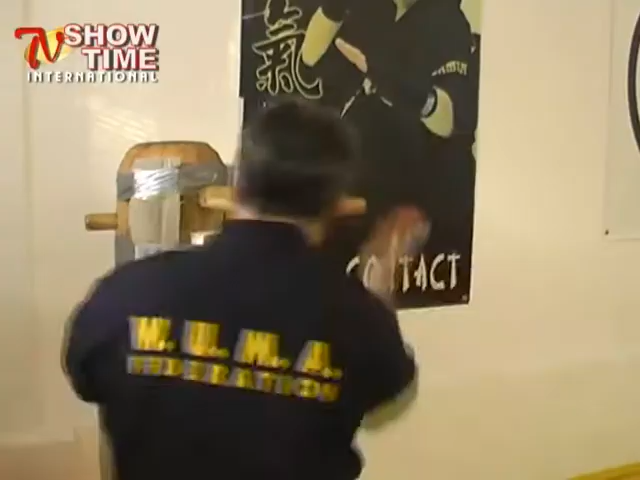 TV SHOW
TIME
INTERNATIONAL
氣
CONTACT
W.U.M.A.
FEDERATION